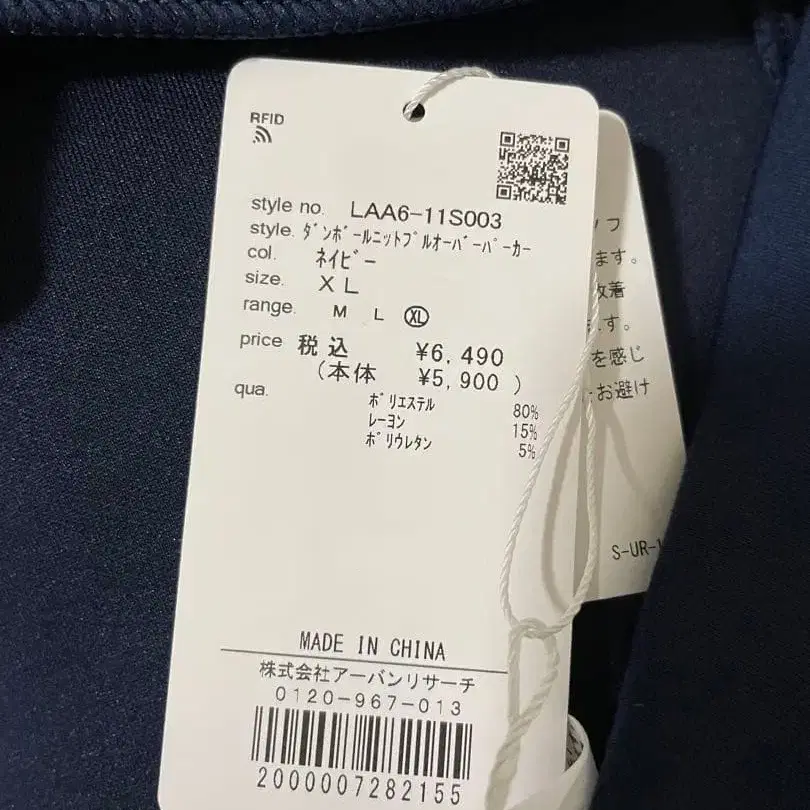 RFID
style no. LAA6-11S003
style. ﾀﾞﾝﾎﾞｰﾙﾆｯﾄﾌﾟﾙｵｰﾊﾞｰﾊﾟｰｶｰ
col. ﾈｲﾋﾞｰ
size. XL
range. M L XL
price 税込 ¥6,490
(本体 ¥5,900 )
qua. ﾎﾟﾘｴｽﾃﾙ 80%
ﾚｰﾖﾝ 15%
ﾎﾟﾘｳﾚﾀﾝ 5%
MADE IN CHINA
株式会社アーバンリサーチ
0120-967-013
2000007282155
ます。
を感じ
お避け
S-UR-